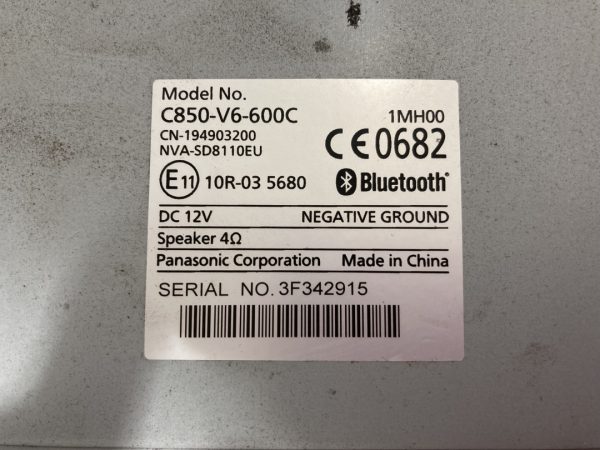 Model No.
C850-V6-600C 1MH00
CN-194903200
NVA-SD8110EU CE0682
E11 10R-03 5680 Bluetooth®
DC 12V NEGATIVE GROUND
Speaker 4Ω
Panasonic Corporation Made in China
SERIAL NO. 3F342915